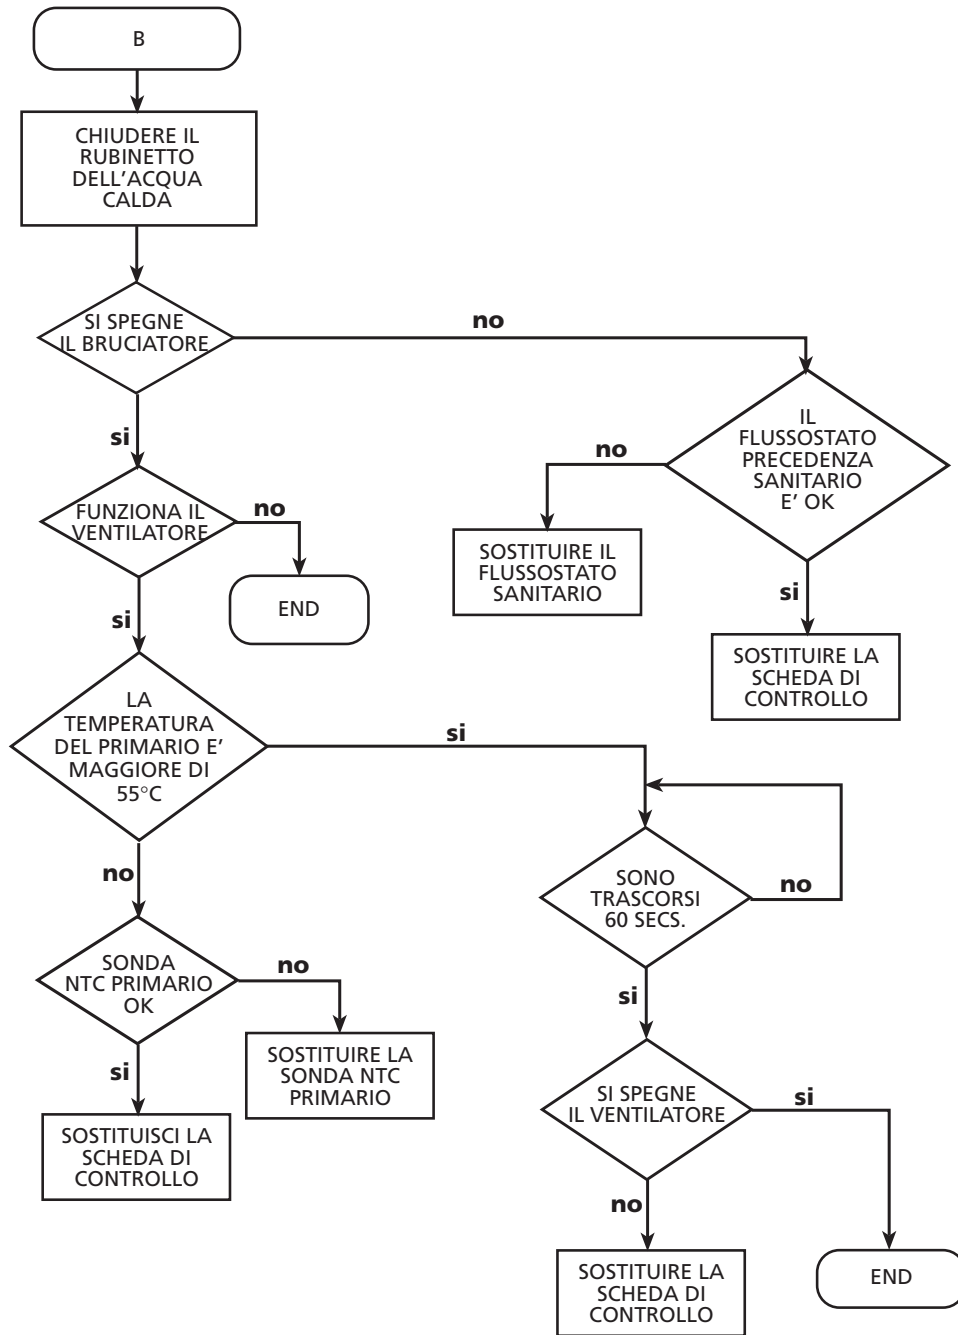 B
CHIUDERE IL
RUBINETTO
DELL'ACQUA
CALDA
SI SPEGNE
IL BRUCIATORE
no
si
IL
FLUSSOSTATO
PRECEDENZA
SANITARIO
E' OK
no
SOSTITUIRE IL
FLUSSOSTATO
SANITARIO
si
SOSTITUIRE LA
SCHEDA DI
CONTROLLO
FUNZIONA IL
VENTILATORE
no
END
si
LA
TEMPERATURA
DEL PRIMARIO E'
MAGGIORE DI
55°C
si
no
SONO
TRASCORSI
60 SECS.
no
si
SONDA
NTC PRIMARIO
OK
no
SOSTITUIRE LA
SONDA NTC
PRIMARIO
si
SOSTITUISCI LA
SCHEDA DI
CONTROLLO
SI SPEGNE
IL VENTILATORE
si
no
SOSTITUIRE LA
SCHEDA DI
CONTROLLO
END